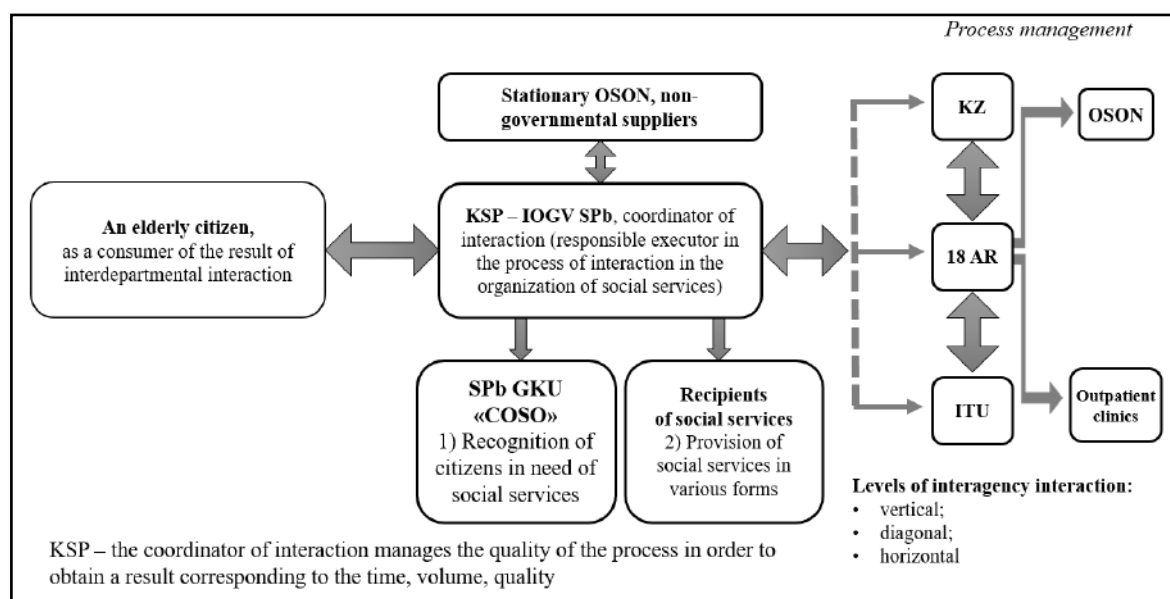 Process management
Stationary OSON, non-
governmental suppliers
KZ
OSON
An elderly citizen,
as a consumer of the result of
interdepartmental interaction
KSP – IOGV SPb, coordinator of
interaction (responsible executor in
the process of interaction in the
organization of social services)
18 AR
SPb GKU
«COSO»
1) Recognition of
citizens in need of
social services
Recipients
of social services
2) Provision of
social services in
various forms
ITU
Outpatient
clinics
Levels of interagency interaction:
• vertical;
• diagonal;
• horizontal
KSP – the coordinator of interaction manages the quality of the process in order to
obtain a result corresponding to the time, volume, quality